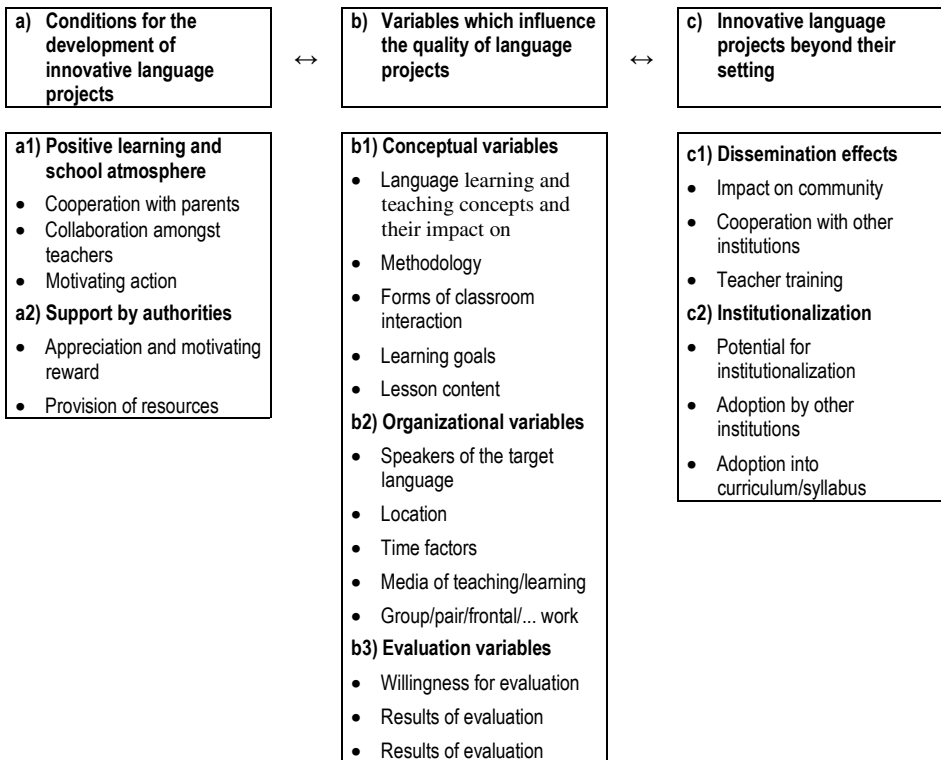 a) Conditions for the
development of
innovative language
projects
↔
b) Variables which influence
the quality of language
projects
↔
c) Innovative language
projects beyond their
setting
a1) Positive learning and
school atmosphere
• Cooperation with parents
• Collaboration amongst
teachers
• Motivating action
a2) Support by authorities
• Appreciation and motivating
reward
• Provision of resources
b1) Conceptual variables
• Language learning and
teaching concepts and
their impact on
• Methodology
• Forms of classroom
interaction
• Learning goals
• Lesson content
b2) Organizational variables
• Speakers of the target
language
• Location
• Time factors
• Media of teaching/learning
• Group/pair/frontal/... work
b3) Evaluation variables
• Willingness for evaluation
• Results of evaluation
• Results of evaluation
c1) Dissemination effects
• Impact on community
• Cooperation with other
institutions
• Teacher training
c2) Institutionalization
• Potential for
institutionalization
• Adoption by other
institutions
• Adoption into
curriculum/syllabus